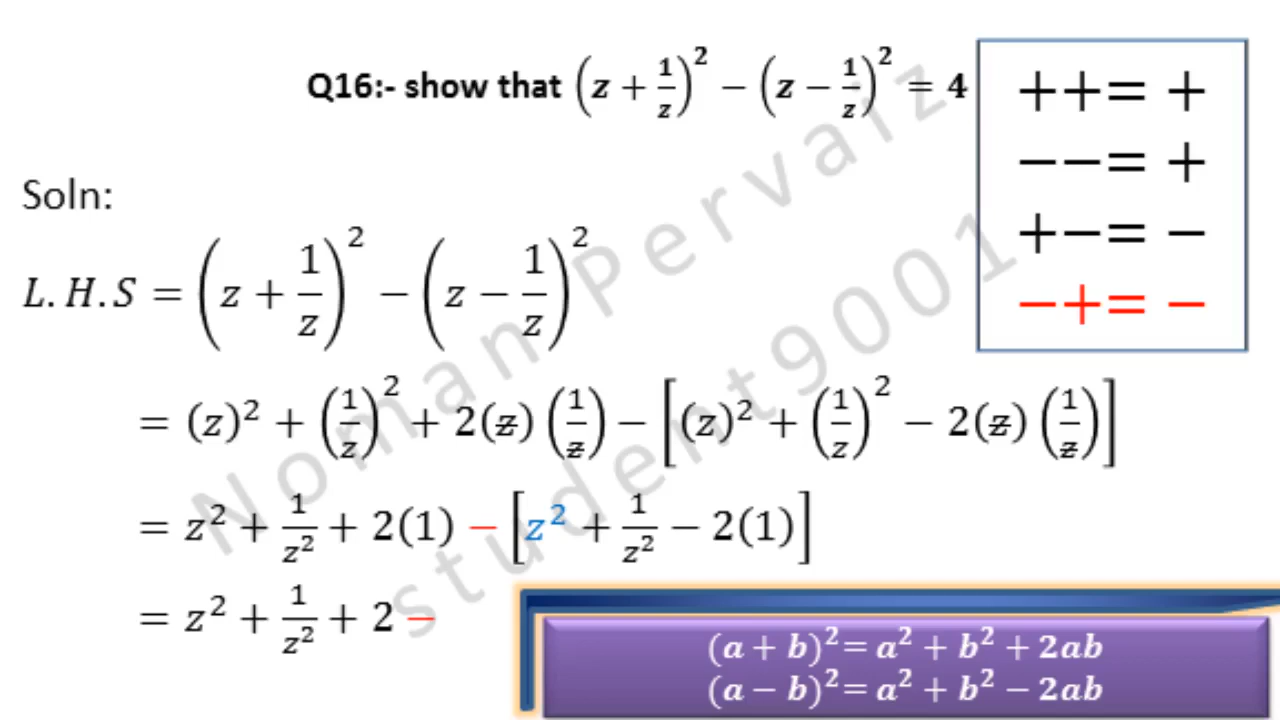 Q16:- show that (z + 1/z)² − (z − 1/z)² = 4
++= +
−−= +
+−= −
−+= −
Soln:
L.H.S = (z + 1/z)² − (z − 1/z)²
= (z)² + (1/z)² + 2(z)(1/z) − [(z)² + (1/z)² − 2(z)(1/z)]
= z² + 1/z² + 2(1) − [z² + 1/z² − 2(1)]
= z² + 1/z² + 2 −
(a + b)²= a² + b² + 2ab
(a − b)²= a² + b² − 2ab
Noman Pervaiz
student9001